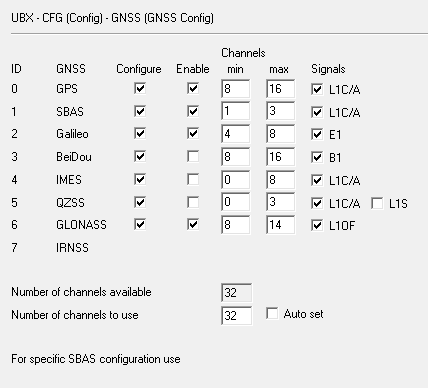 UBX - CFG (Config) - GNSS (GNSS Config)
Channels
ID GNSS Configure Enable min max Signals
0 GPS 8 16 L1C/A
1 SBAS 1 3 L1C/A
2 Galileo 4 8 E1
3 BeiDou 8 16 B1
4 IMES 0 8 L1C/A
5 QZSS 0 3 L1C/A L1S
6 GLONASS 8 14 L1OF
7 IRNSS
Number of channels available 32
Number of channels to use 32 Auto set
For specific SBAS configuration use